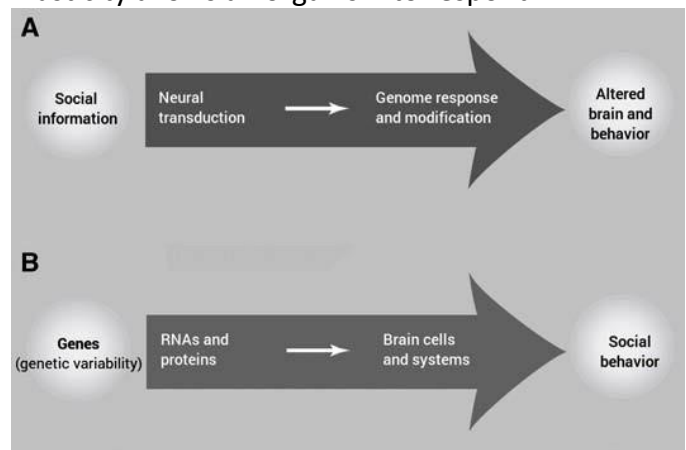 A
Social
information
Neural
transduction
Genome response
and modification
Altered
brain and
behavior
B
Genes
(genetic variability)
RNAs and
proteins
Brain cells
and systems
Social
behavior